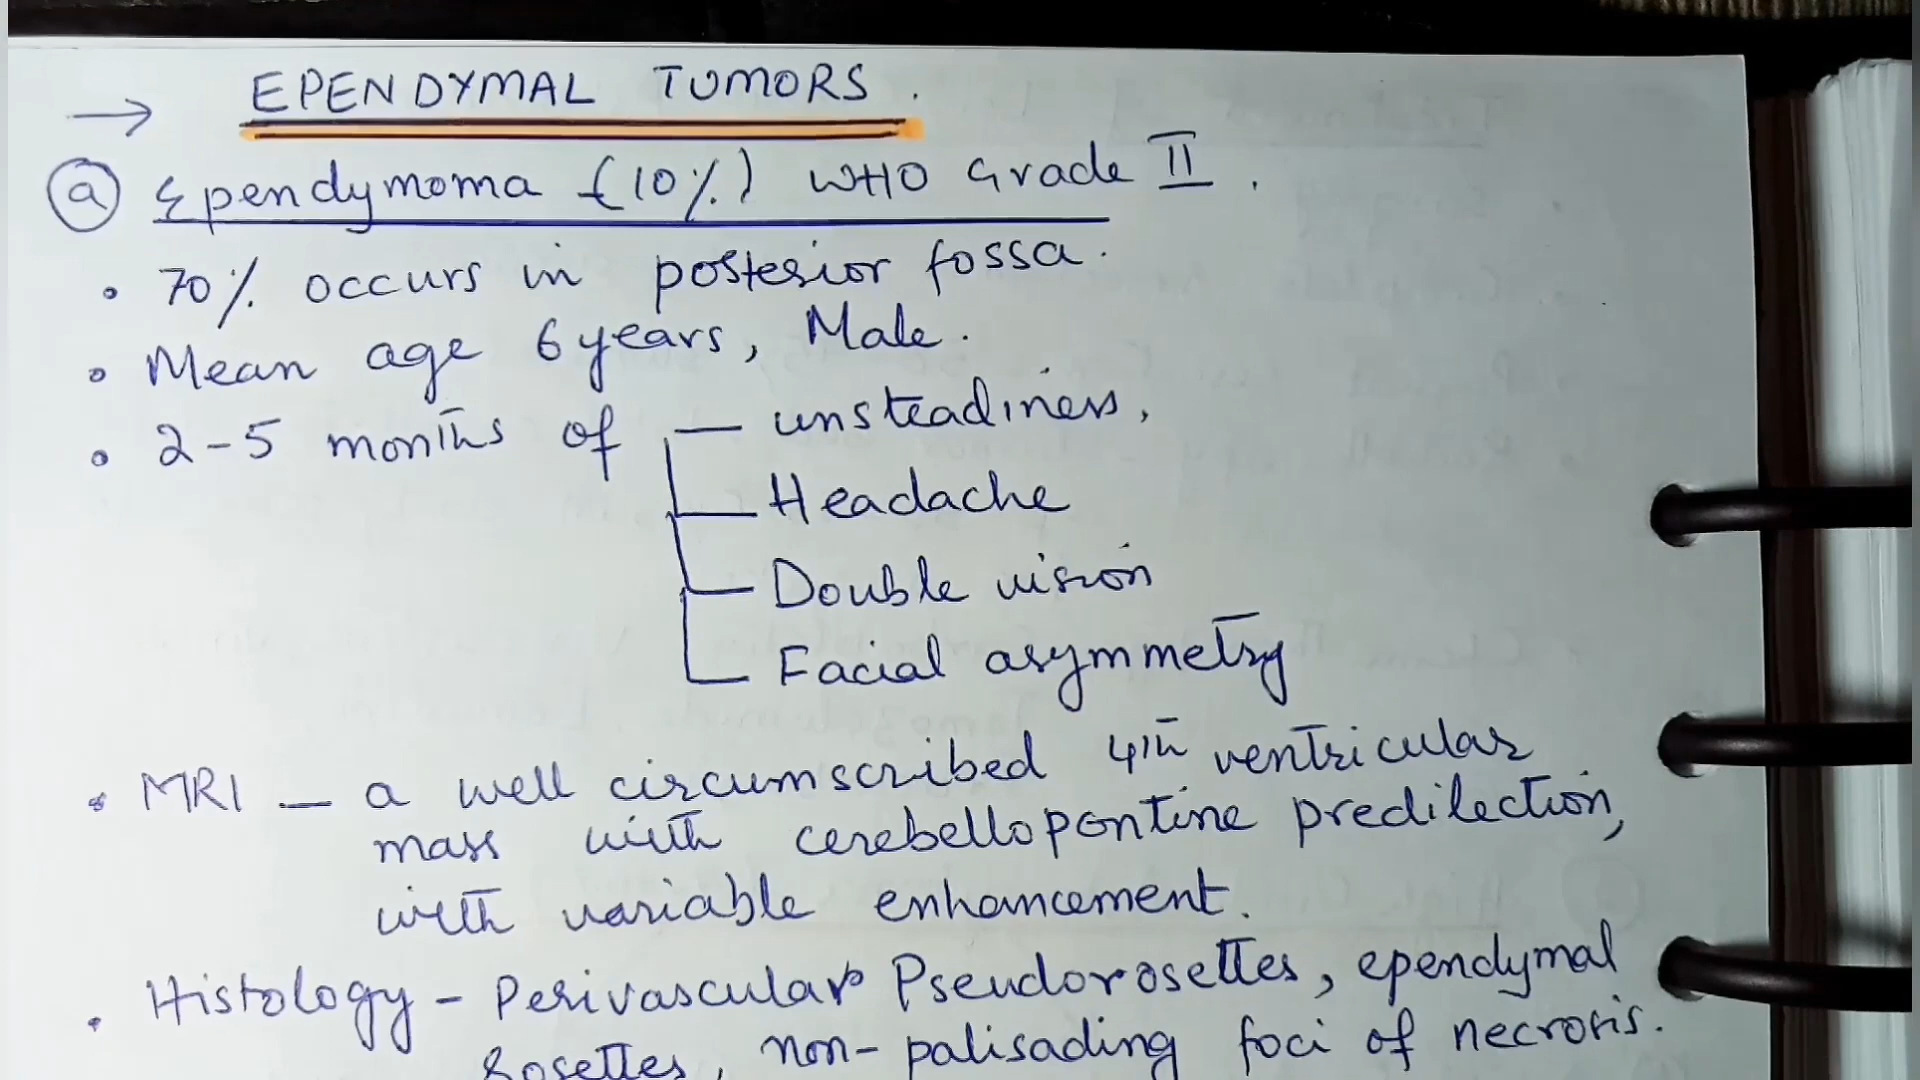 → EPENDYMAL TUMORS.
ⓐ Ependymoma (10%) WHO Grade II.
• 70% occurs in posterior fossa.
• Mean age 6 years, Male.
• 2-5 months of — unsteadiness,
Headache
Double vision
Facial asymmetry
• MRI — a well circumscribed 4th ventricular
mass with cerebellopontine predilection,
with variable enhancement.
• Histology - Perivascular Pseudorosettes, ependymal
rosettes, non-palisading foci of necrosis.